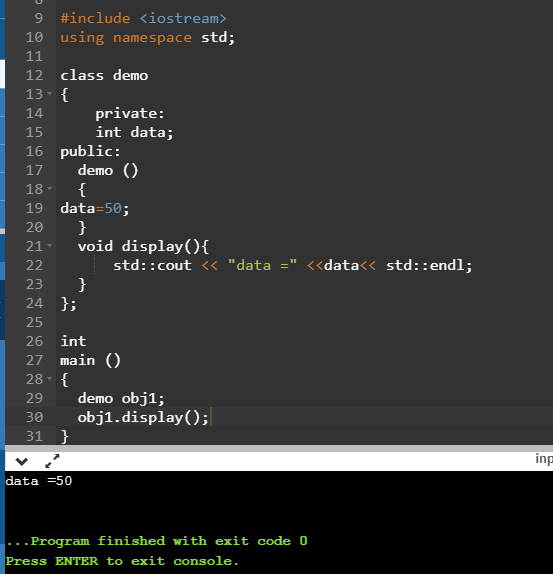 8
9 #include <iostream>
10 using namespace std;
11
12 class demo
13 {
14 private:
15 int data;
16 public:
17 demo ()
18 {
19 data=50;
20 }
21 void display(){
22 std::cout << "data =" <<data<< std::endl;
23 }
24 };
25
26 int
27 main ()
28 {
29 demo obj1;
30 obj1.display();
31 }
inp
data =50
...Program finished with exit code 0
Press ENTER to exit console.